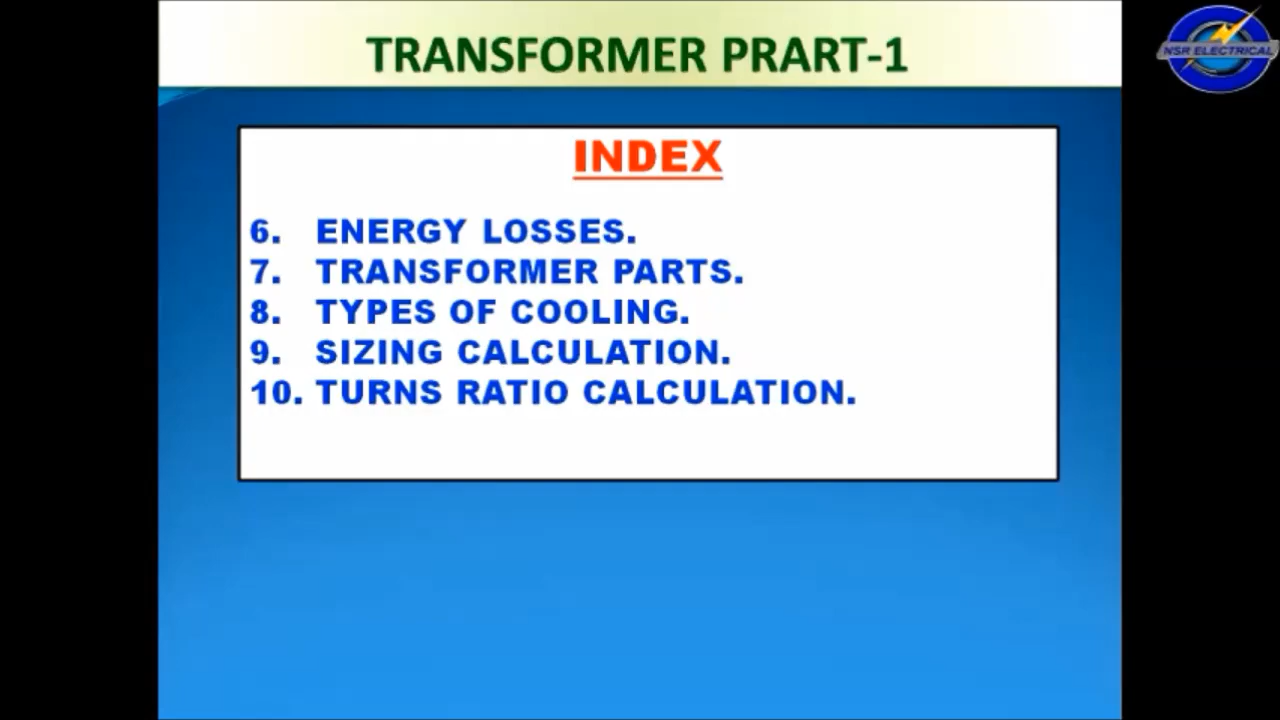 TRANSFORMER PRART-1
NSR ELECTRICAL
INDEX
6. ENERGY LOSSES.
7. TRANSFORMER PARTS.
8. TYPES OF COOLING.
9. SIZING CALCULATION.
10. TURNS RATIO CALCULATION.